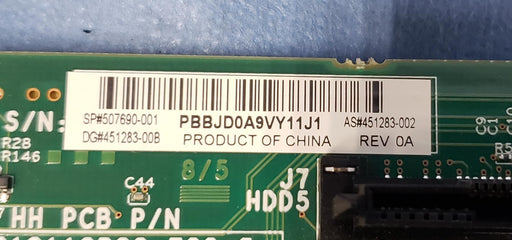 S/N:
SP#507690-001 PBBJD0A9VY11J1 AS#451283-002
DG#451283-00B PRODUCT OF CHINA REV 0A
R28
R146
8/5
C9
C44
J7
HDD5
HH PCB P/N